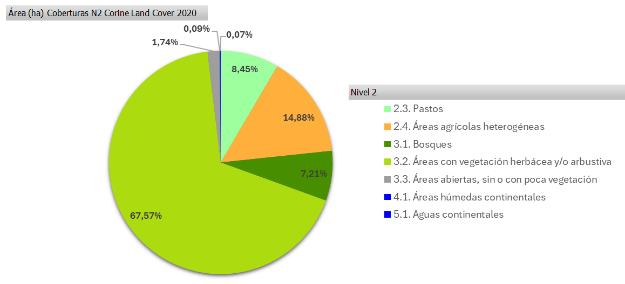 Área (ha) Coberturas N2 Corine Land Cover 2020
0,09%
0,07%
1,74%
8,45%
14,88%
7,21%
67,57%
Nivel 2
2.3. Pastos
2.4. Áreas agrícolas heterogéneas
3.1. Bosques
3.2. Áreas con vegetación herbácea y/o arbustiva
3.3. Áreas abiertas, sin o con poca vegetación
4.1. Áreas húmedas continentales
5.1. Aguas continentales